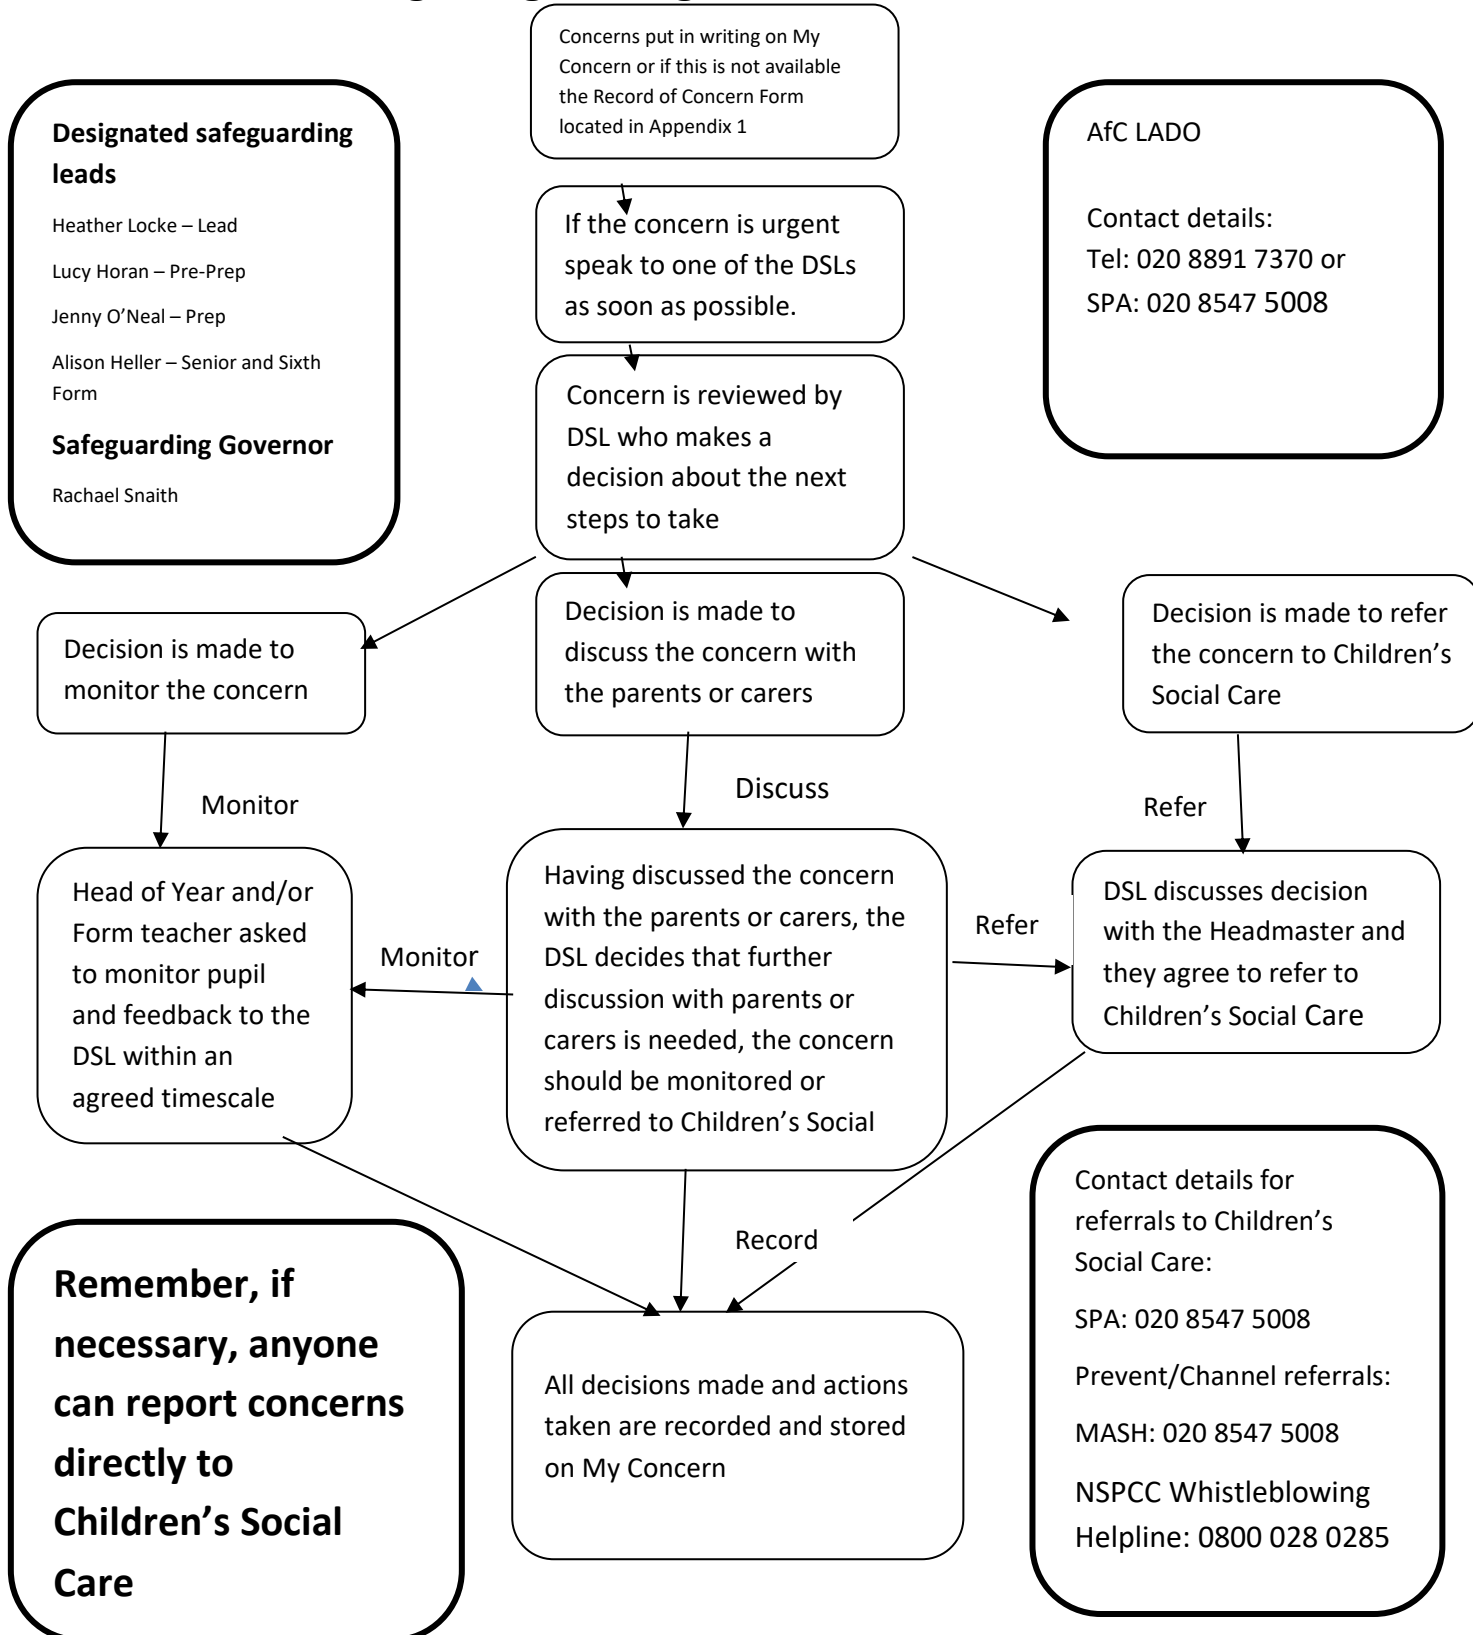 Concerns put in writing on My
Concern or if this is not available
the Record of Concern Form
located in Appendix 1
Designated safeguarding
leads
Heather Locke – Lead
Lucy Horan – Pre-Prep
Jenny O’Neal – Prep
Alison Heller – Senior and Sixth
Form
Safeguarding Governor
Rachael Snaith
AfC LADO
Contact details:
Tel: 020 8891 7370 or
SPA: 020 8547 5008
If the concern is urgent
speak to one of the DSLs
as soon as possible.
Concern is reviewed by
DSL who makes a
decision about the next
steps to take
Decision is made to
monitor the concern
Decision is made to
discuss the concern with
the parents or carers
Decision is made to refer
the concern to Children’s
Social Care
Monitor
Discuss
Refer
Head of Year and/or
Form teacher asked
to monitor pupil
and feedback to the
DSL within an
agreed timescale
Monitor
Having discussed the concern
with the parents or carers, the
DSL decides that further
discussion with parents or
carers is needed, the concern
should be monitored or
referred to Children’s Social
Refer
DSL discusses decision
with the Headmaster and
they agree to refer to
Children’s Social Care
Record
Remember, if
necessary, anyone
can report concerns
directly to
Children’s Social
Care
All decisions made and actions
taken are recorded and stored
on My Concern
Contact details for
referrals to Children’s
Social Care:
SPA: 020 8547 5008
Prevent/Channel referrals:
MASH: 020 8547 5008
NSPCC Whistleblowing
Helpline: 0800 028 0285